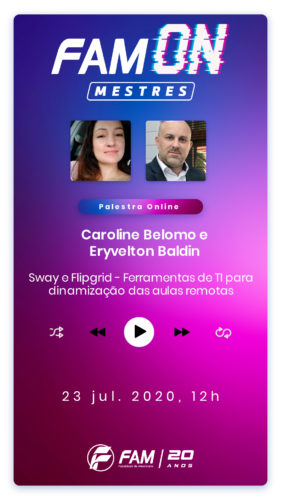 FAM ON
MESTRES
Palestra Online
Caroline Belomo e
Eryvelton Baldin
Sway e Flipgrid - Ferramentas de TI para
dinamização das aulas remotas
23 jul. 2020, 12h
FAM 20
ANOS